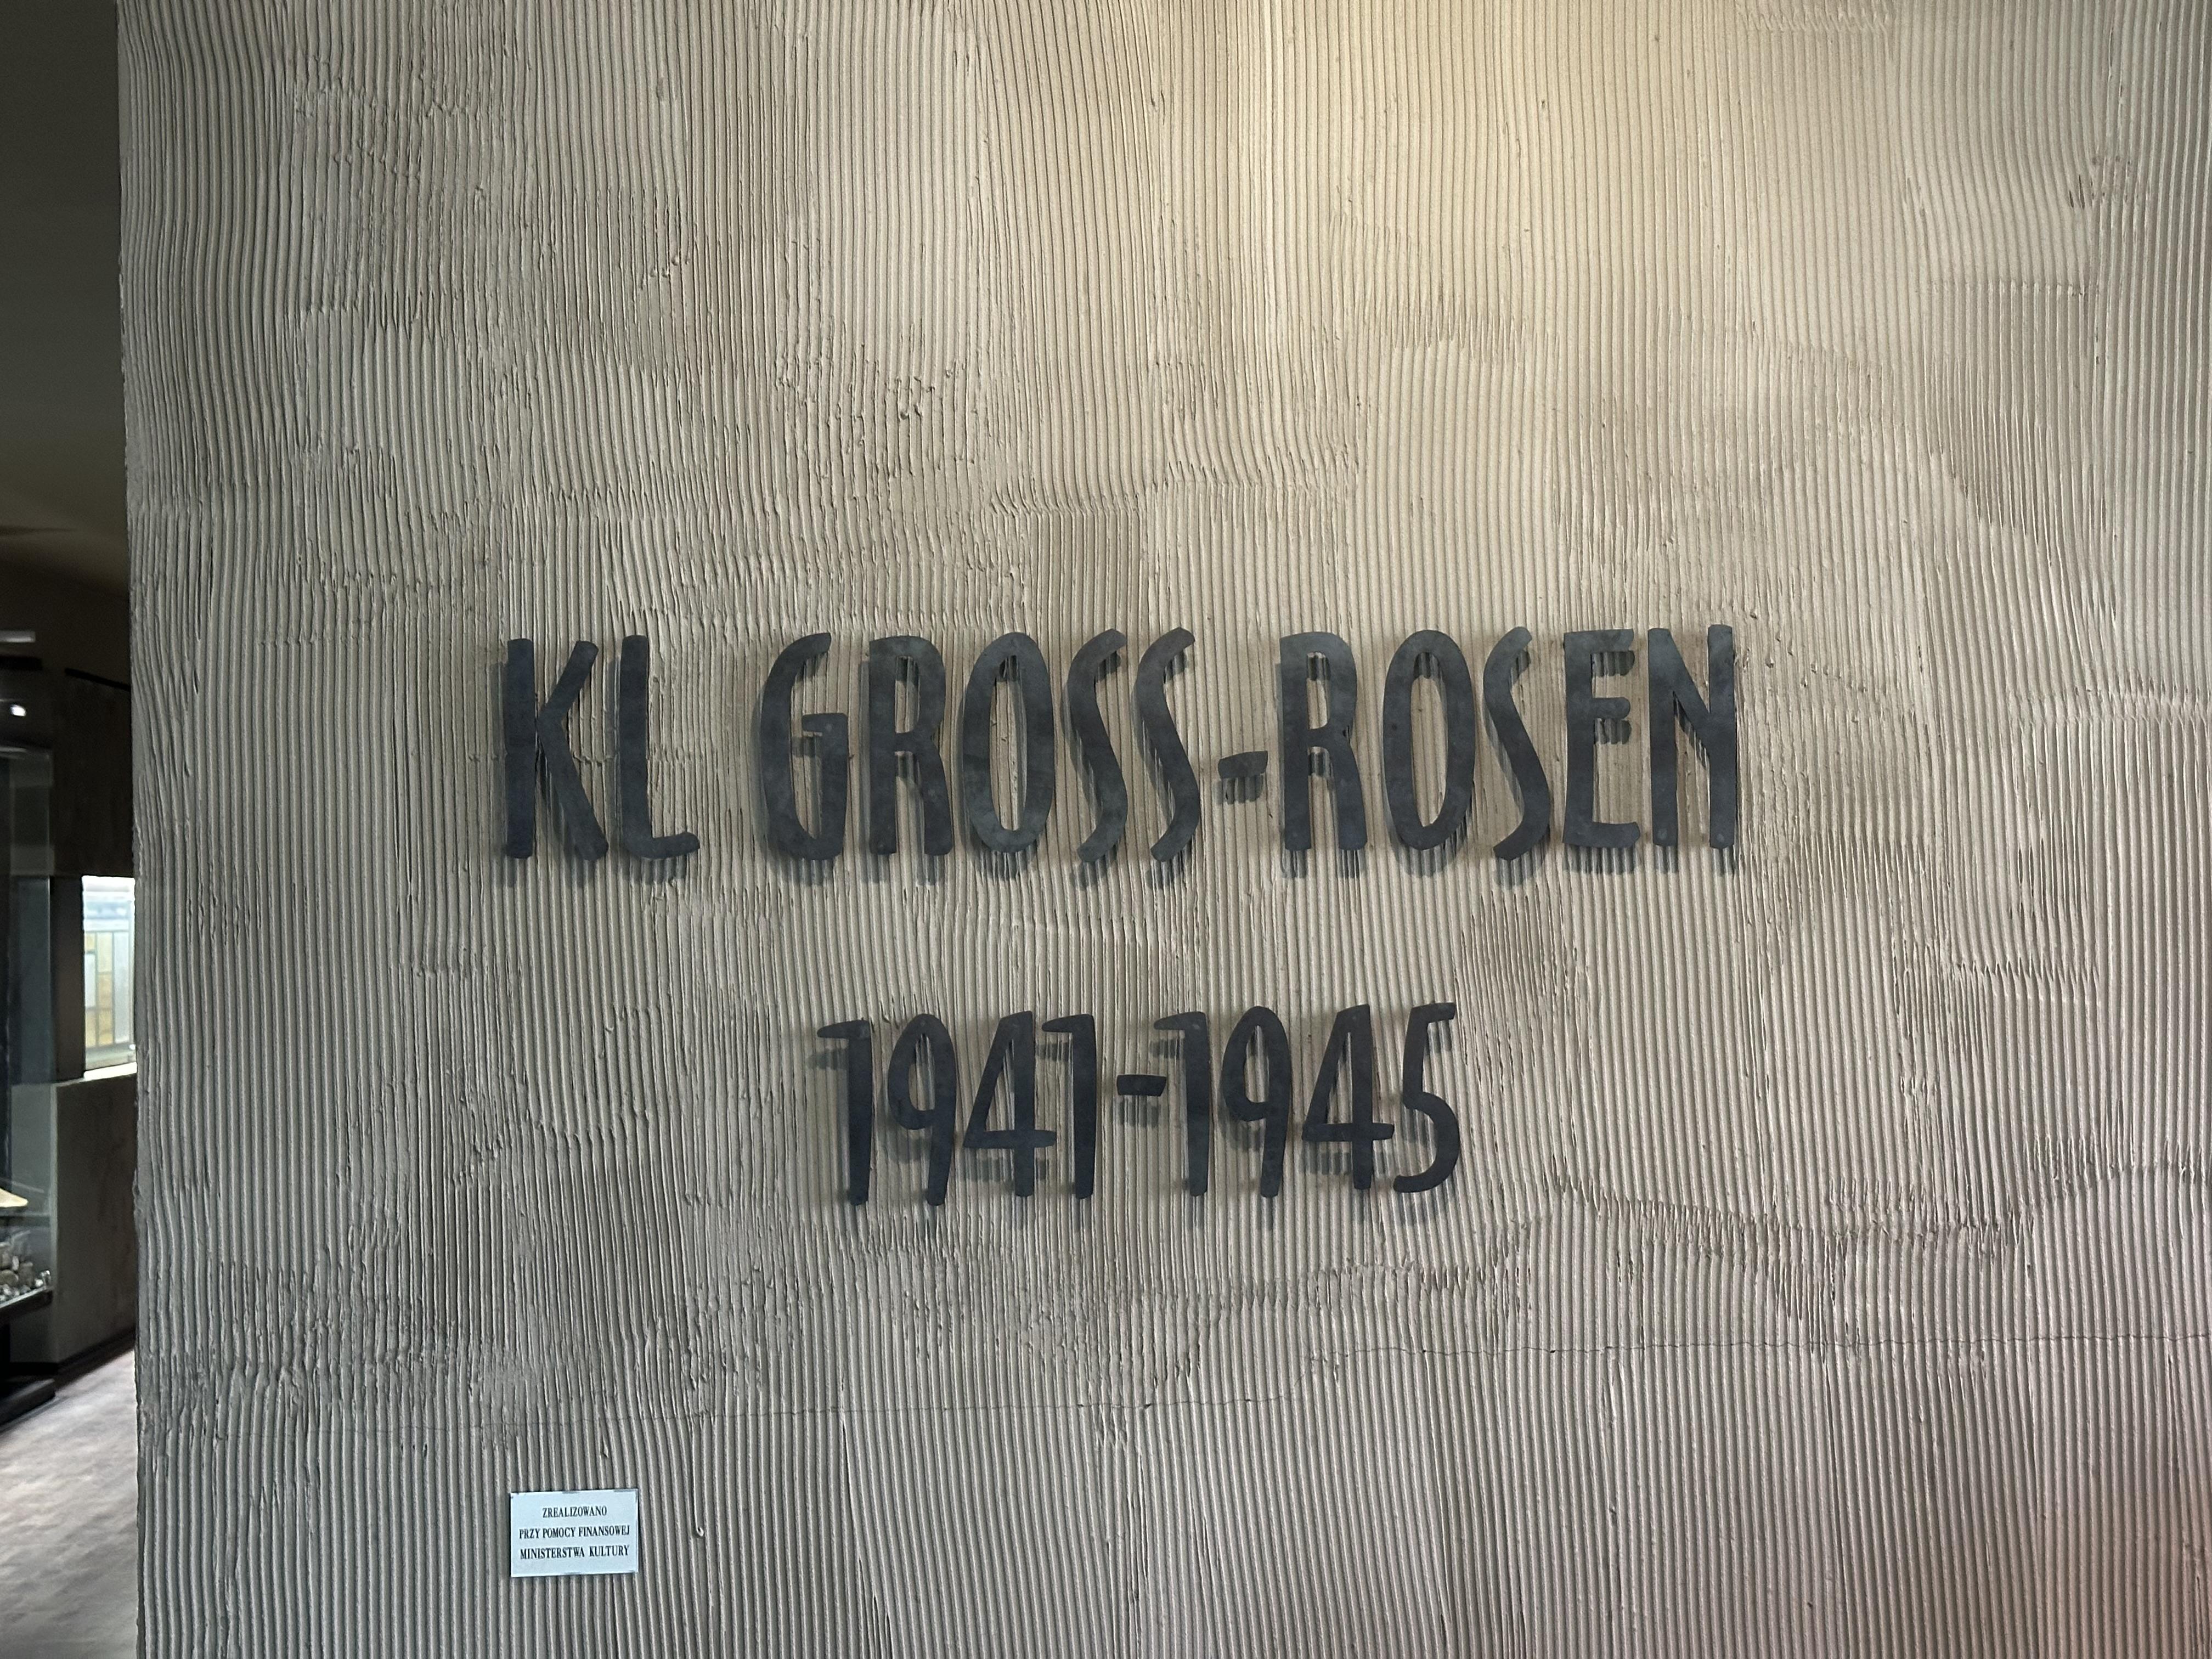 KL GROSS-ROSEN
1941-1945
ZREALIZOWANO
PRZY POMOCY FINANSOWEJ
MINISTERSTWA KULTURY